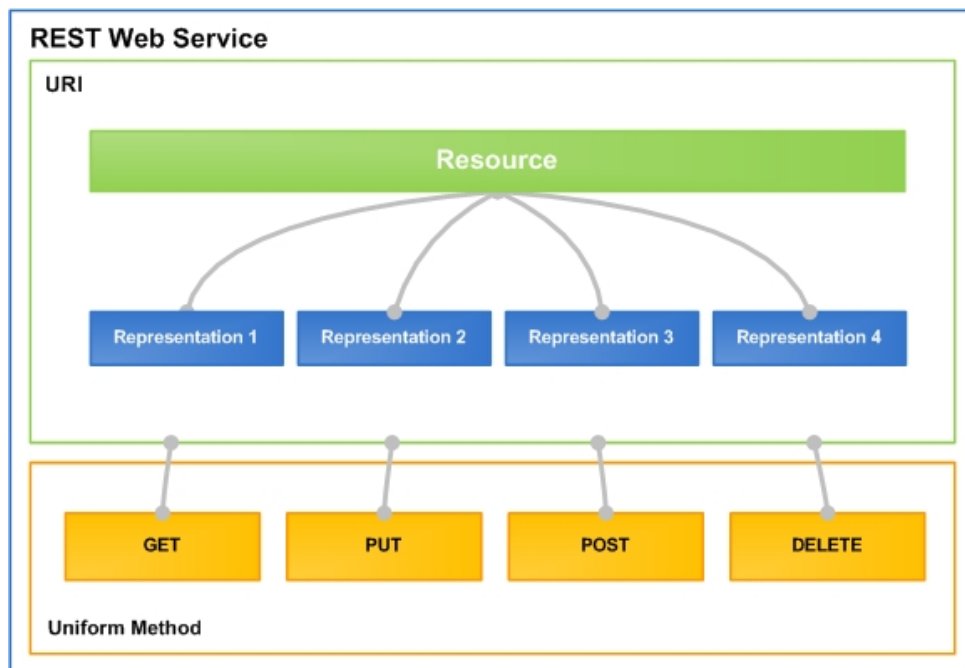 REST Web Service
URI
Resource
Representation 1
Representation 2
Representation 3
Representation 4
GET
PUT
POST
DELETE
Uniform Method